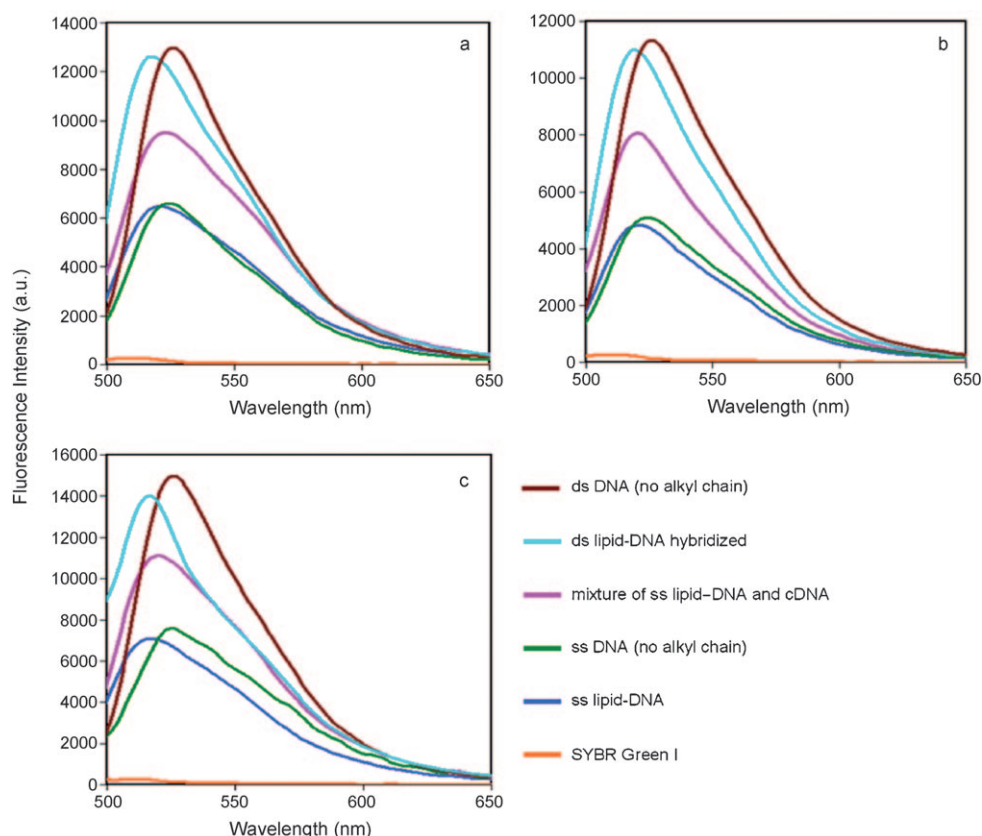 14000
12000
10000
8000
6000
4000
2000
0
a
500
550
600
650
Wavelength (nm)
12000
10000
8000
6000
4000
2000
0
b
500
550
600
650
Wavelength (nm)
Fluorescence Intensity (a.u.)
16000
14000
12000
10000
8000
6000
4000
2000
0
c
500
550
600
650
Wavelength (nm)
ds DNA (no alkyl chain)
ds lipid-DNA hybridized
mixture of ss lipid–DNA and cDNA
ss DNA (no alkyl chain)
ss lipid-DNA
SYBR Green I